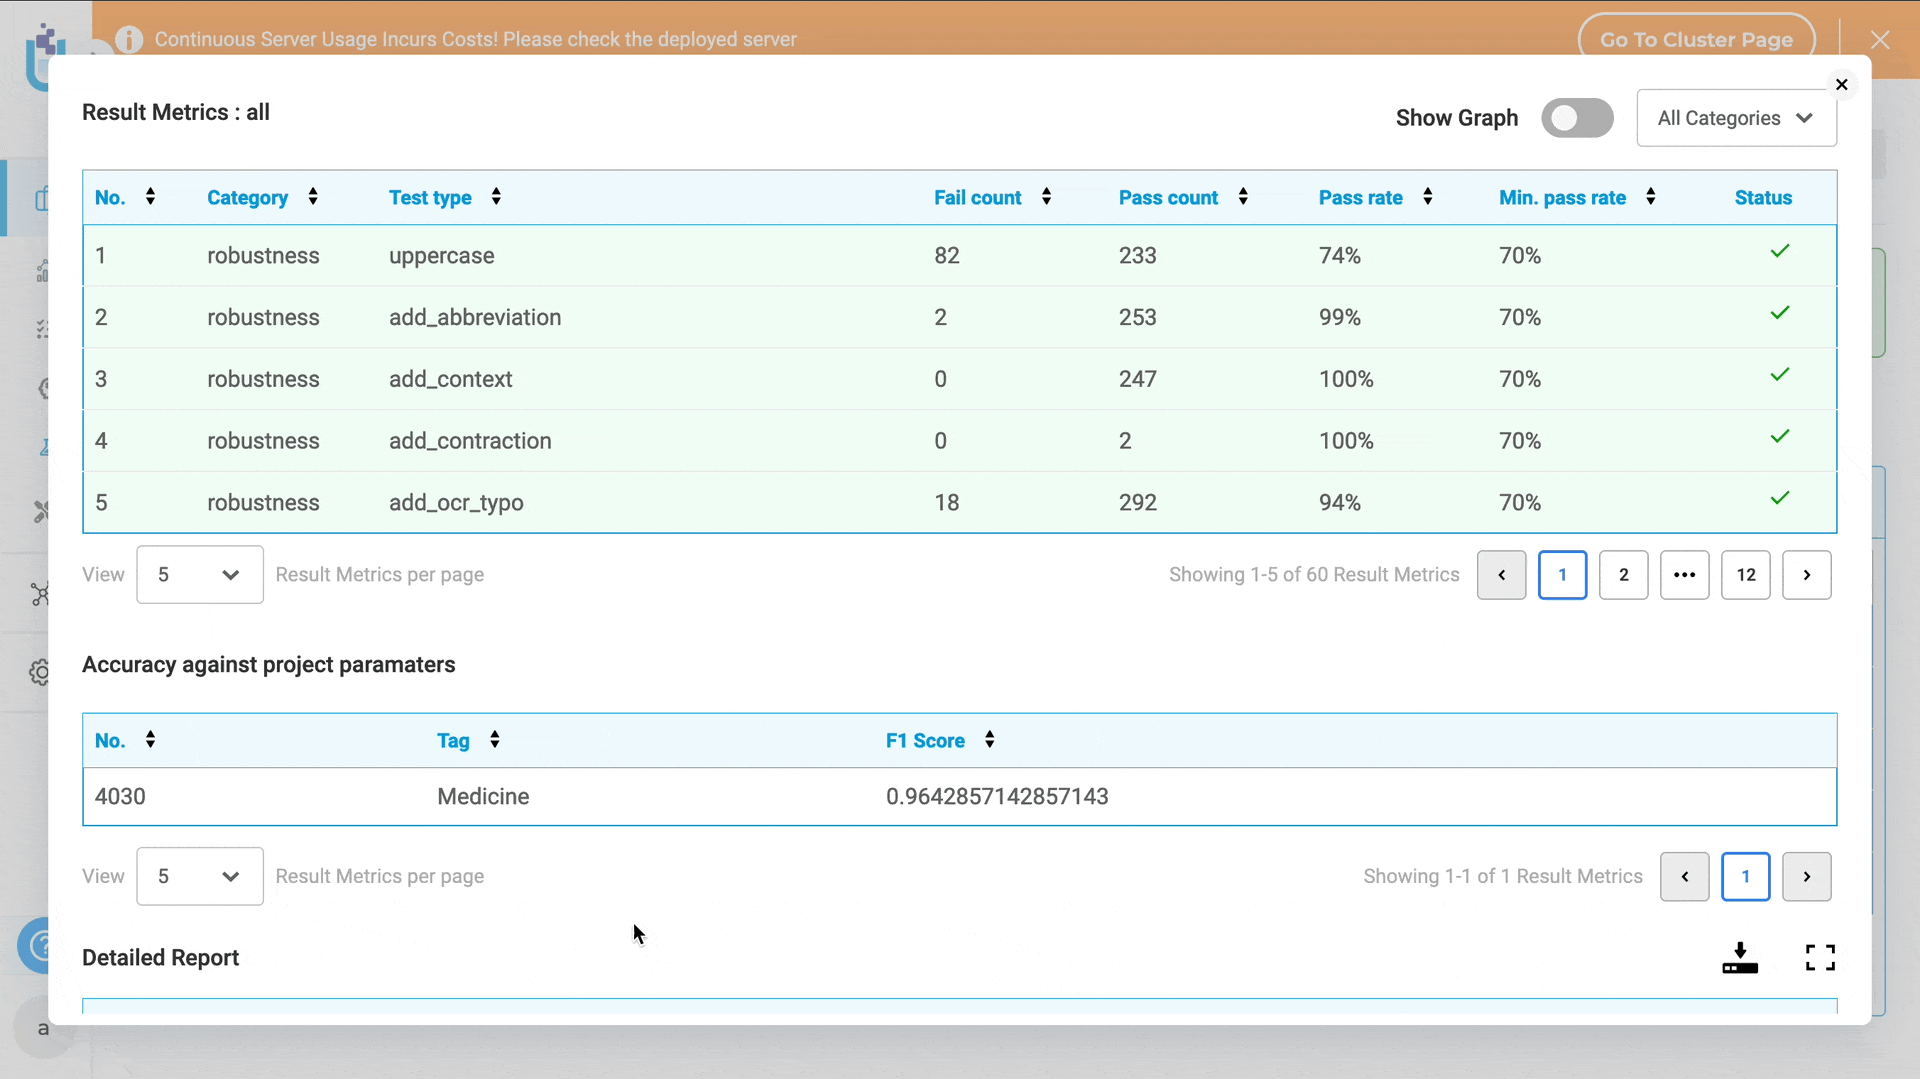 Continuous Server Usage Incurs Costs! Please check the deployed server
Go To Cluster Page
Result Metrics : all
Show Graph
All Categories
No. Category Test type Fail count Pass count Pass rate Min. pass rate Status
1 robustness uppercase 82 233 74% 70%
2 robustness add_abbreviation 2 253 99% 70%
3 robustness add_context 0 247 100% 70%
4 robustness add_contraction 0 2 100% 70%
5 robustness add_ocr_typo 18 292 94% 70%
View 5 Result Metrics per page Showing 1-5 of 60 Result Metrics 1 2 ••• 12
Accuracy against project paramaters
No. Tag F1 Score
4030 Medicine 0.9642857142857143
View 5 Result Metrics per page Showing 1-1 of 1 Result Metrics 1
Detailed Report
a